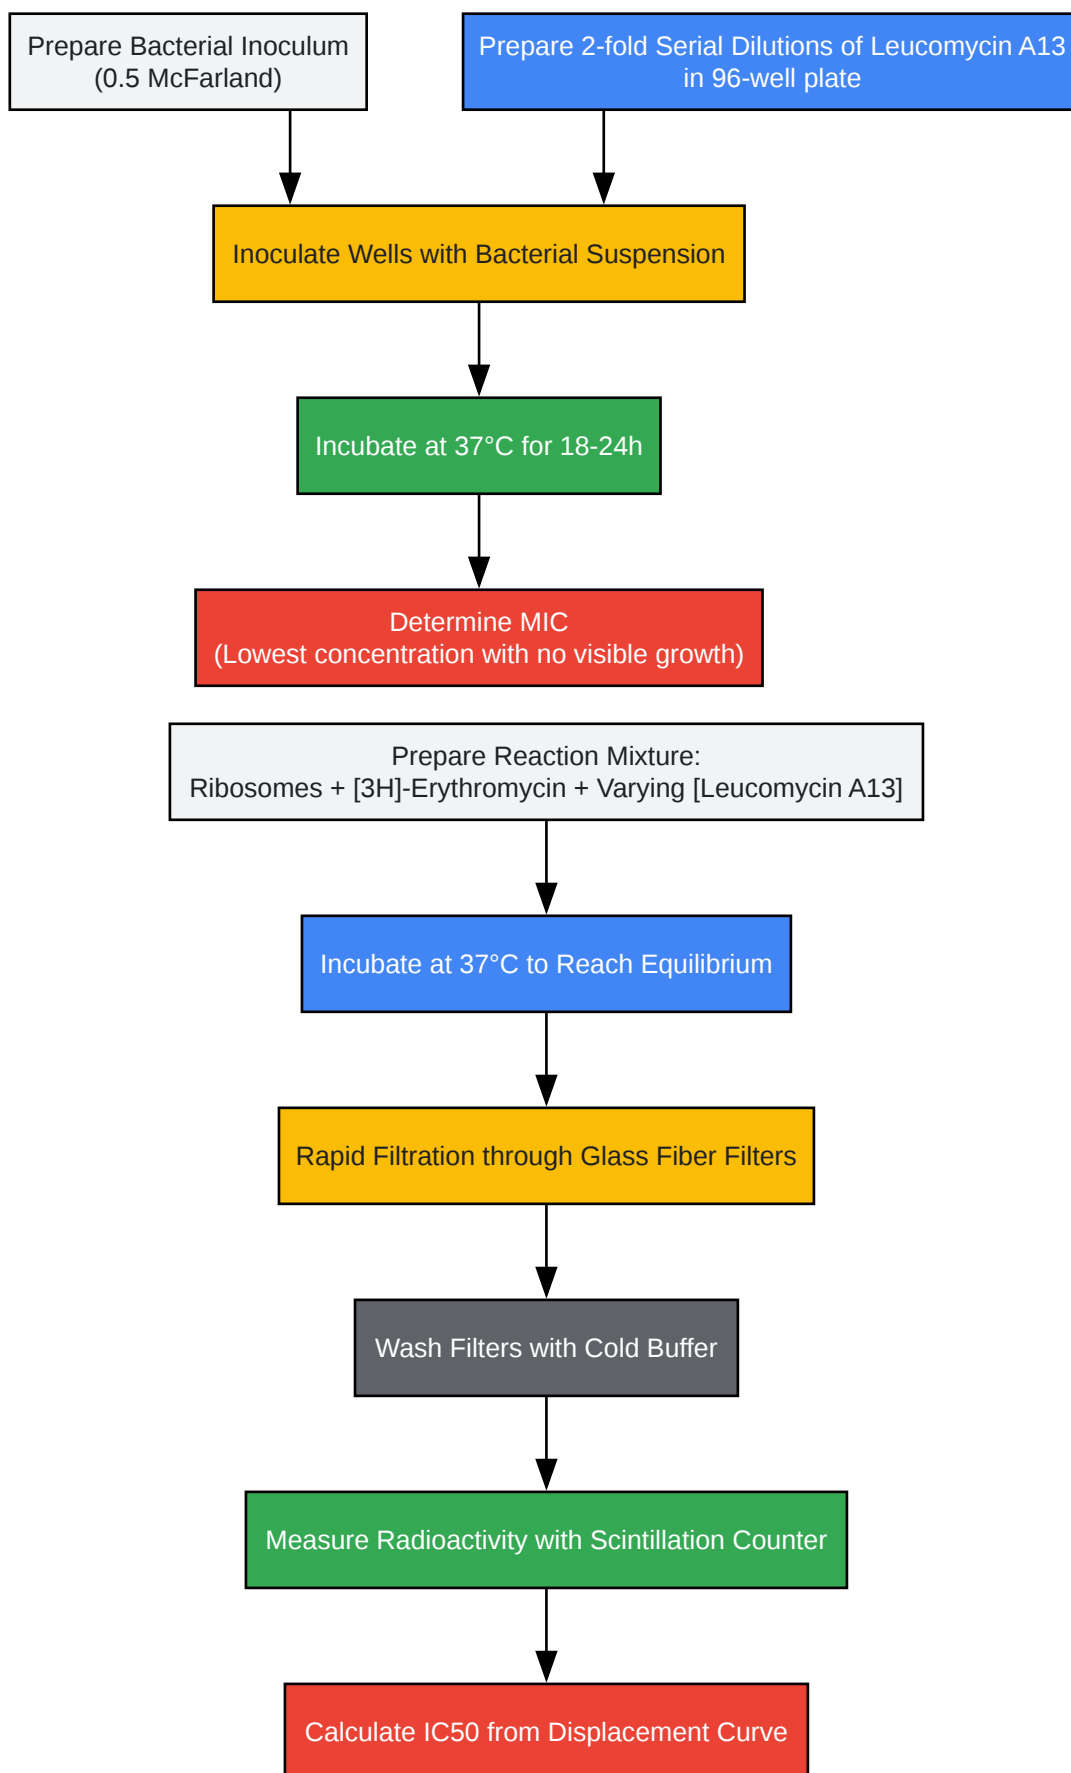 Prepare Bacterial Inoculum
(0.5 McFarland)
Prepare 2-fold Serial Dilutions of Leucomycin A13
in 96-well plate
Inoculate Wells with Bacterial Suspension
Incubate at 37°C for 18-24h
Determine MIC
(Lowest concentration with no visible growth)
Prepare Reaction Mixture:
Ribosomes + [3H]-Erythromycin + Varying [Leucomycin A13]
Incubate at 37°C to Reach Equilibrium
Rapid Filtration through Glass Fiber Filters
Wash Filters with Cold Buffer
Measure Radioactivity with Scintillation Counter
Calculate IC50 from Displacement Curve